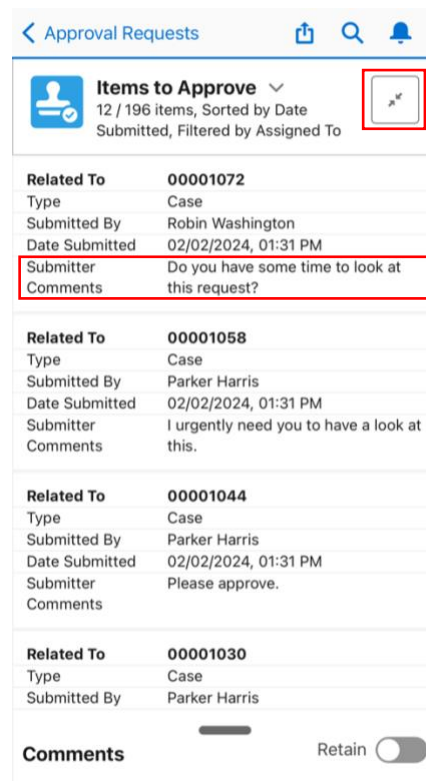 Approval Requests
Items to Approve
12 / 196 items, Sorted by Date
Submitted, Filtered by Assigned To
Related To 00001072
Type Case
Submitted By Robin Washington
Date Submitted 02/02/2024, 01:31 PM
Submitter Do you have some time to look at
Comments this request?
Related To 00001058
Type Case
Submitted By Parker Harris
Date Submitted 02/02/2024, 01:31 PM
Submitter I urgently need you to have a look at
Comments this.
Related To 00001044
Type Case
Submitted By Parker Harris
Date Submitted 02/02/2024, 01:31 PM
Submitter Please approve.
Comments
Related To 00001030
Type Case
Submitted By Parker Harris
Comments Retain